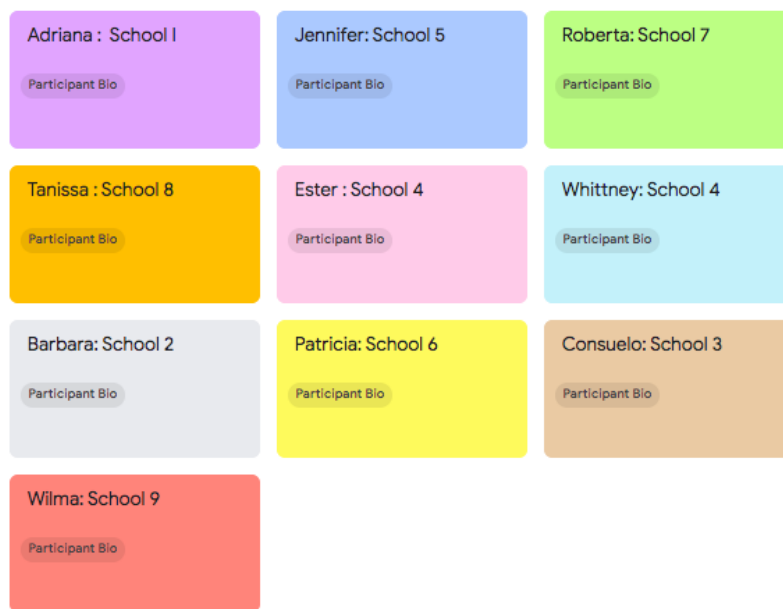 Adriana :  School I
Participant Bio
Jennifer: School 5
Participant Bio
Roberta: School 7
Participant Bio
Tanissa : School 8
Participant Bio
Ester : School 4
Participant Bio
Whittney: School 4
Participant Bio
Barbara: School 2
Participant Bio
Patricia: School 6
Participant Bio
Consuelo: School 3
Participant Bio
Wilma: School 9
Participant Bio